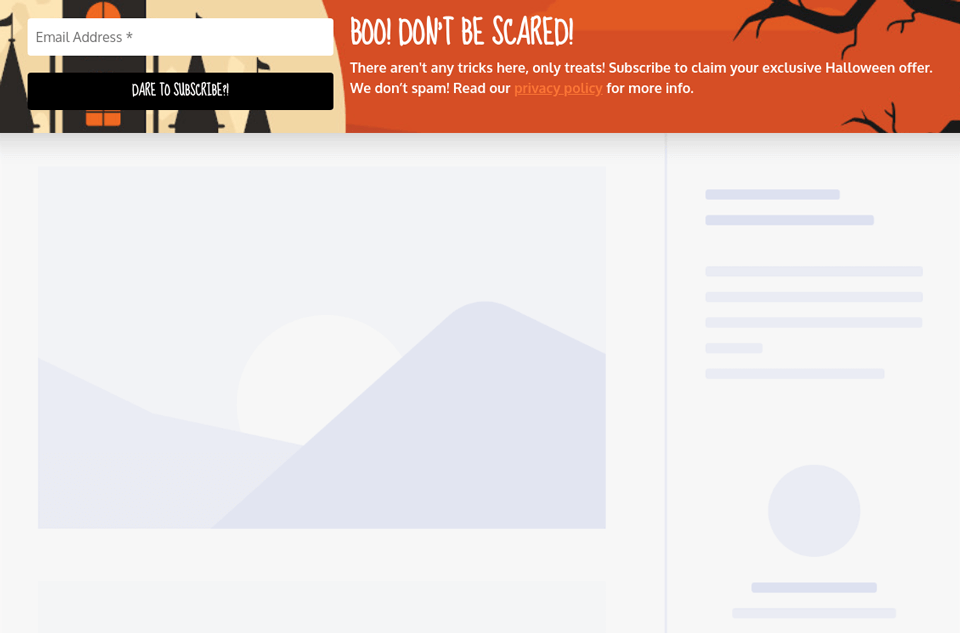 Email Address *
DARE TO SUBSCRIBE?!
BOO! DON'T BE SCARED!
There aren't any tricks here, only treats! Subscribe to claim your exclusive Halloween offer.
We don’t spam! Read our privacy policy for more info.